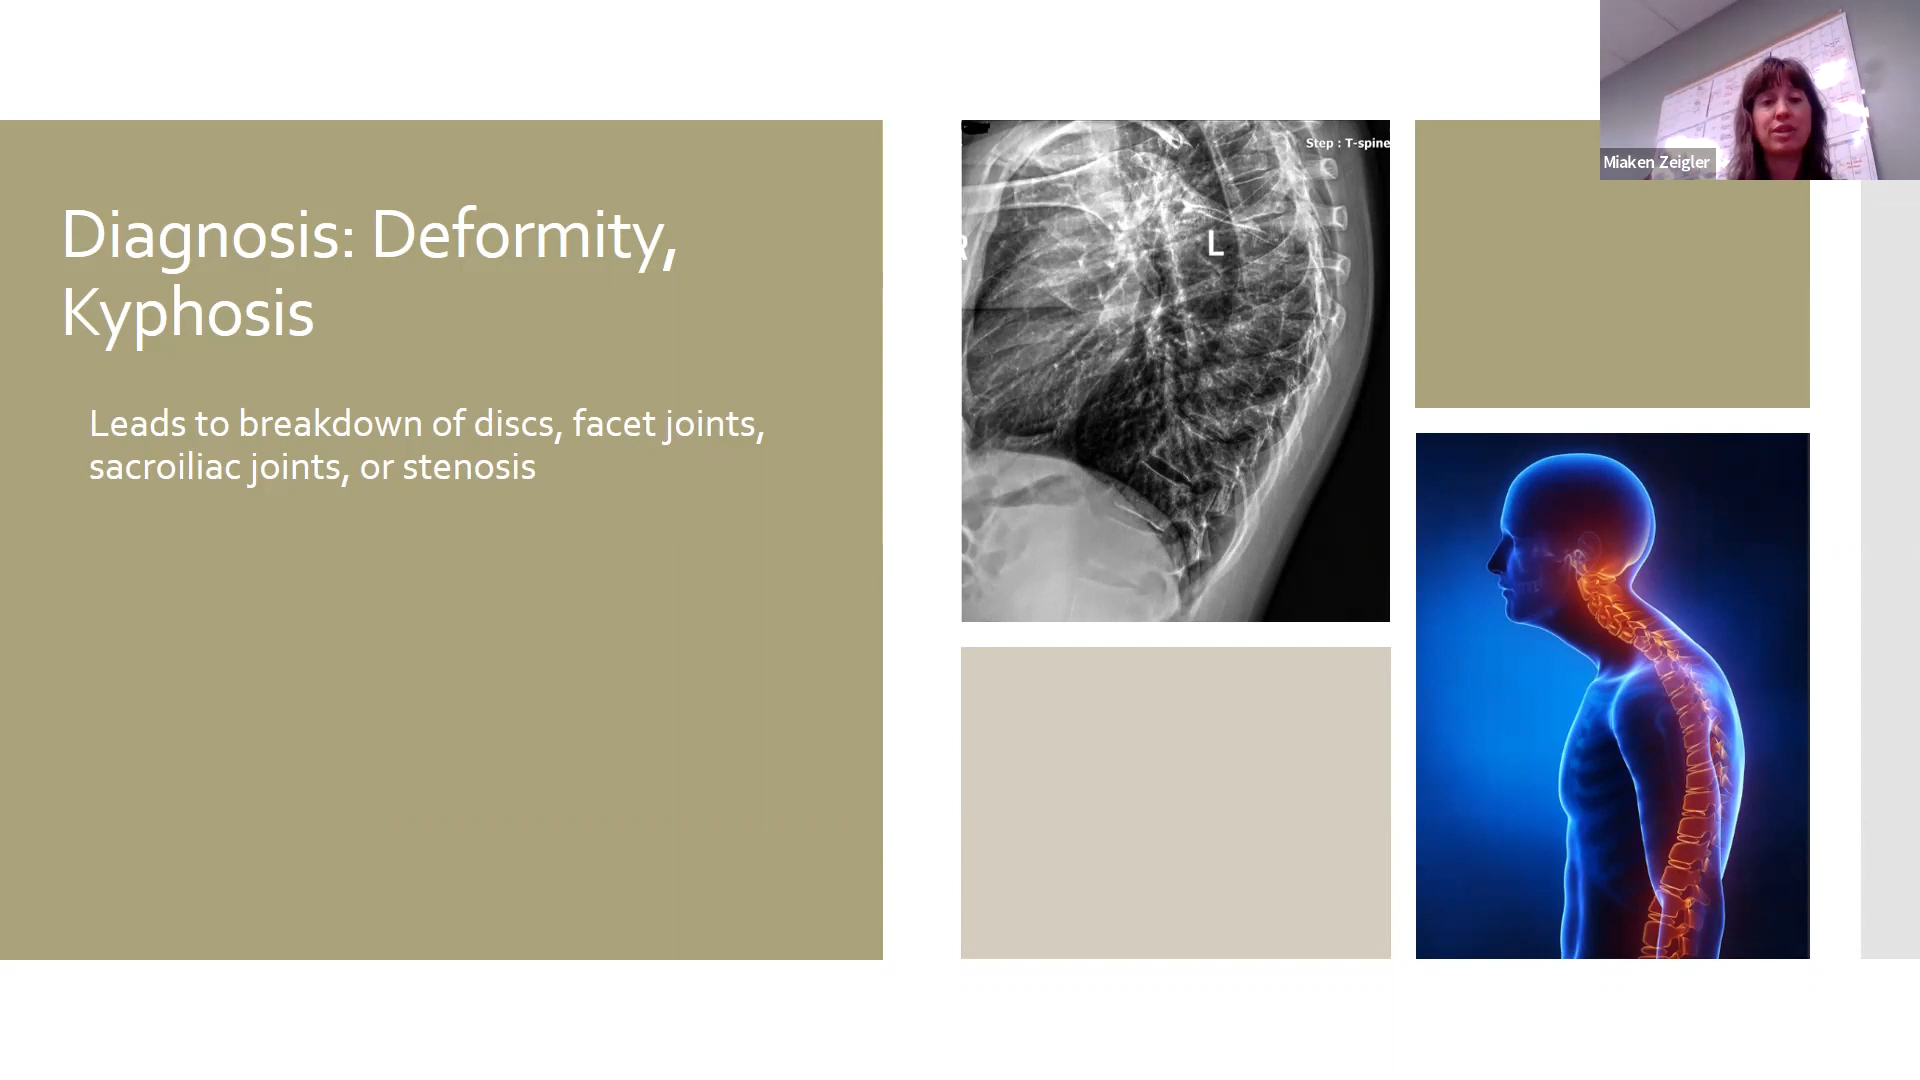 Diagnosis: Deformity,
Kyphosis
Leads to breakdown of discs, facet joints,
sacroiliac joints, or stenosis
Step : T-spine
R
L
Miaken Zeigler